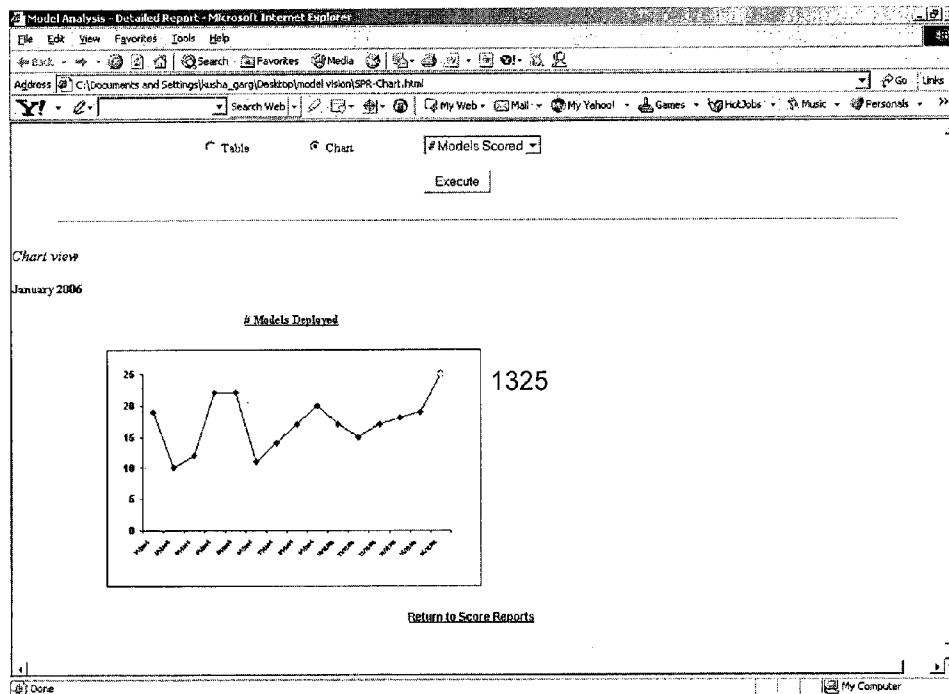 Model Analysis - Detailed Report - Microsoft Internet Explorer
File Edit View Favorites Tools Help
Back Search Favorites Media
Address C:\Documents and Settings\kusha_garg\Desktop\model vision\SPR-Chart.html Go Links
Y! Search Web My Web Mail My Yahoo! Games HotJobs Music Personals »
Table Chart # Models Scored
Execute
Chart view
January 2006
# Models Deployed
1325
25
20
15
10
5
0
Return to Score Reports
Done My Computer